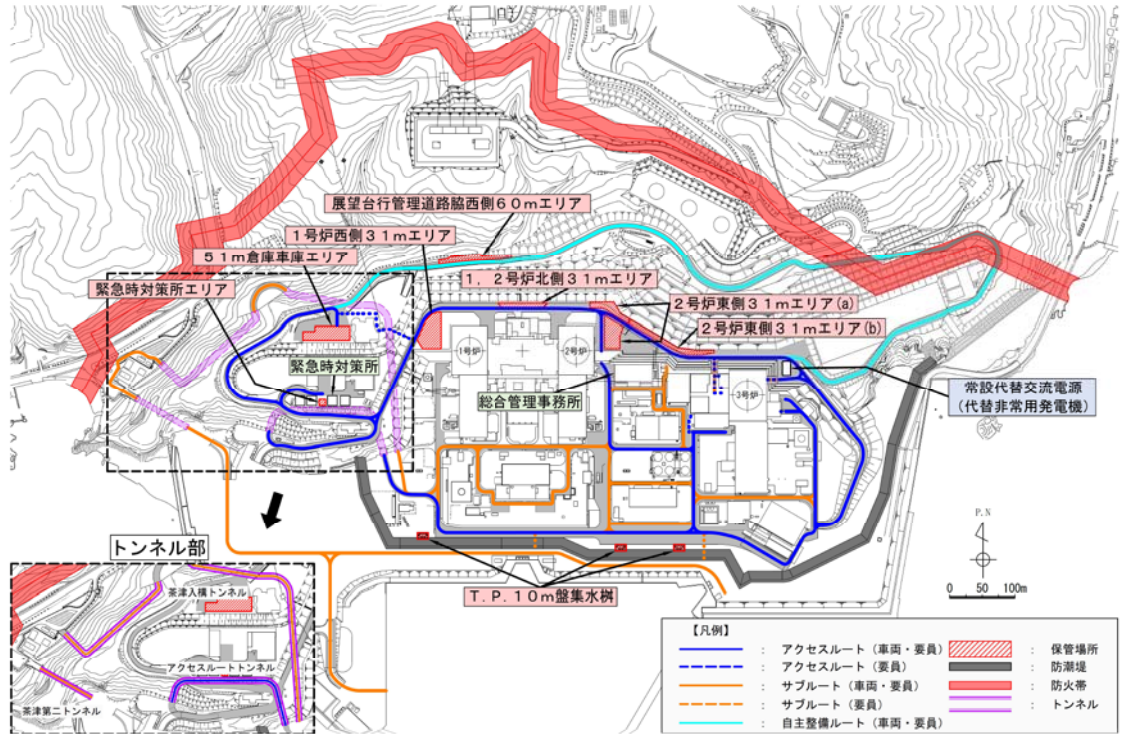 展望台行管理道路脇西側60mエリア
1号炉西側31mエリア
51m倉庫車庫エリア
1，2号炉北側31mエリア
緊急時対策所エリア
2号炉東側31mエリア(a)
2号炉東側31mエリア(b)
1号炉
2号炉
緊急時対策所
総合管理事務所
3号炉
常設代替交流電源
(代替非常用発電機)
トンネル部
P.N
茶津入構トンネル
T.P.10m盤集水桝
0 50 100m
アクセスルートトンネル
茶津第二トンネル
【凡例】
： アクセスルート（車両・要員）
： アクセスルート（要員）
： サブルート（車両・要員）
： サブルート（要員）
： 自主整備ルート（車両・要員）
： 保管場所
： 防潮堤
： 防火帯
： トンネル